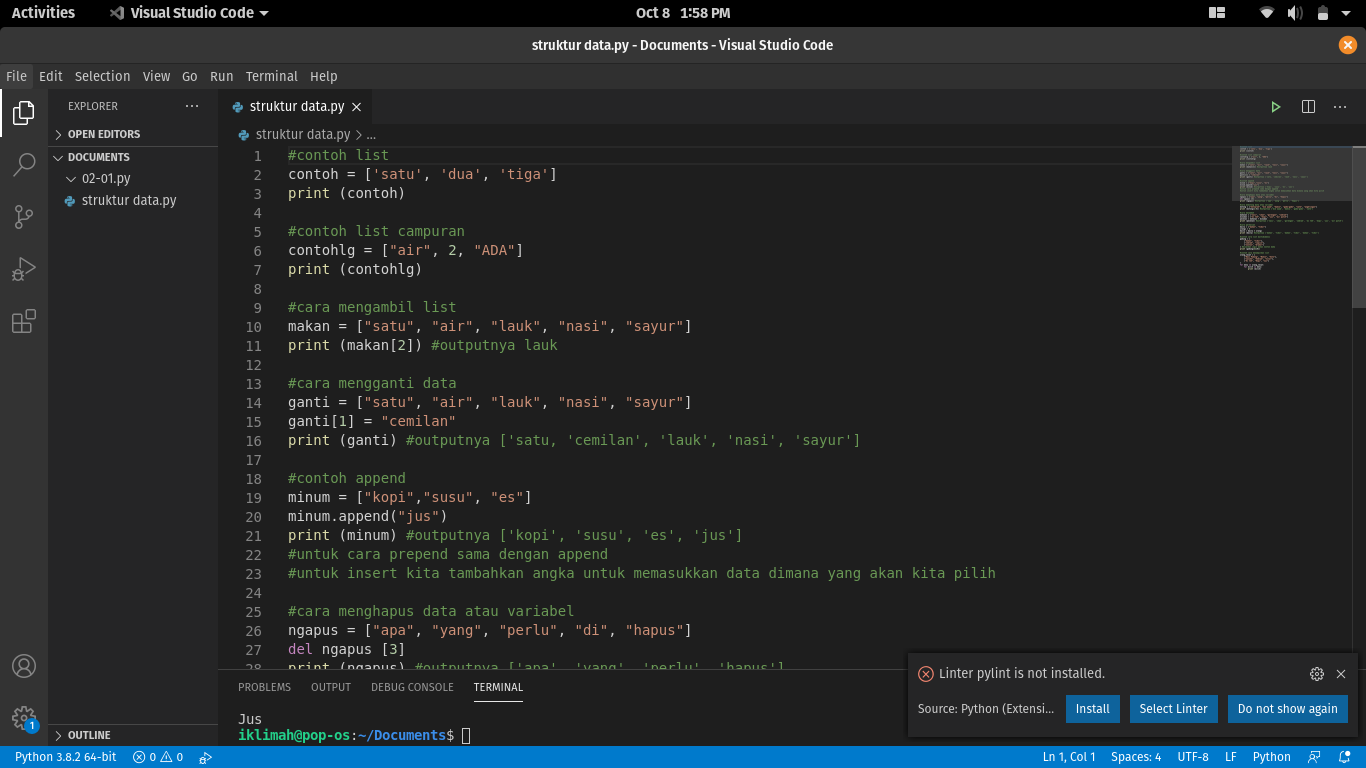 Activities
Visual Studio Code
Oct 8 1:58 PM
struktur data.py - Documents - Visual Studio Code
File Edit Selection View Go Run Terminal Help
EXPLORER
OPEN EDITORS
DOCUMENTS
02-01.py
struktur data.py
OUTLINE
struktur data.py
struktur data.py > ...
1 #contoh list
2 contoh = ['satu', 'dua', 'tiga']
3 print (contoh)
4
5 #contoh list campuran
6 contohlg = ["air", 2, "ADA"]
7 print (contohlg)
8
9 #cara mengambil list
10 makan = ["satu", "air", "lauk", "nasi", "sayur"]
11 print (makan[2]) #outputnya lauk
12
13 #cara mengganti data
14 ganti = ["satu", "air", "lauk", "nasi", "sayur"]
15 ganti[1] = "cemilan"
16 print (ganti) #outputnya ['satu, 'cemilan', 'lauk', 'nasi', 'sayur']
17
18 #contoh append
19 minum = ["kopi","susu", "es"]
20 minum.append("jus")
21 print (minum) #outputnya ['kopi', 'susu', 'es', 'jus']
22 #untuk cara prepend sama dengan append
23 #untuk insert kita tambahkan angka untuk memasukkan data dimana yang akan kita pilih
24
25 #cara menghapus data atau variabel
26 ngapus = ["apa", "yang", "perlu", "di", "hapus"]
27 del ngapus [3]
28 print (ngapus) #outputnya ['apa', 'yang', 'perlu', 'hapus']
PROBLEMS OUTPUT DEBUG CONSOLE TERMINAL
Jus
iklimah@pop-os:~/Documents$
Linter pylint is not installed.
Source: Python (Extensi...
Install
Select Linter
Do not show again
1
Python 3.8.2 64-bit
0 0
Ln 1, Col 1
Spaces: 4
UTF-8
LF
Python